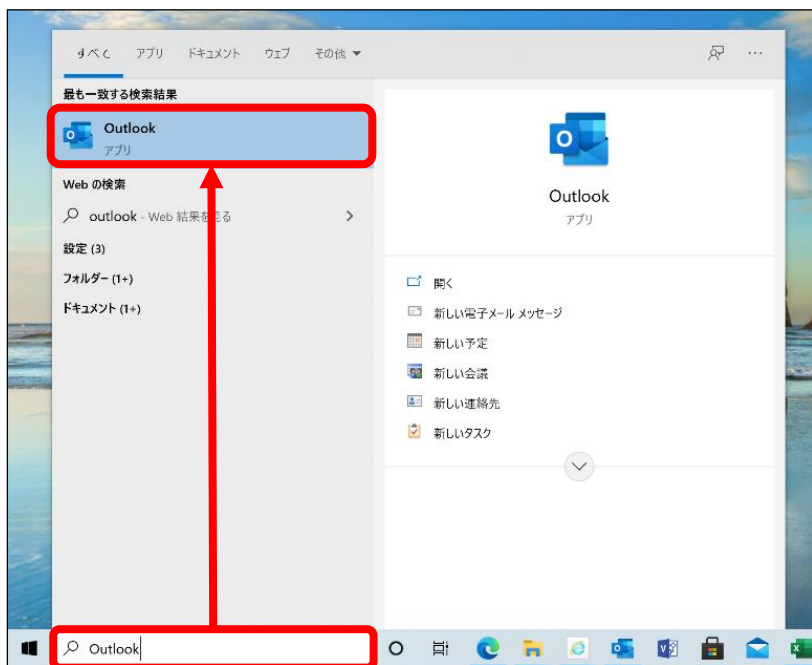 すべて アプリ ドキュメント ウェブ その他
最も一致する検索結果
Outlook
アプリ
Web の検索
outlook - Web 結果を見る
設定 (3)
フォルダー (1+)
ドキュメント (1+)
Outlook
アプリ
開く
新しい電子メール メッセージ
新しい予定
新しい会議
新しい連絡先
新しいタスク
Outlook